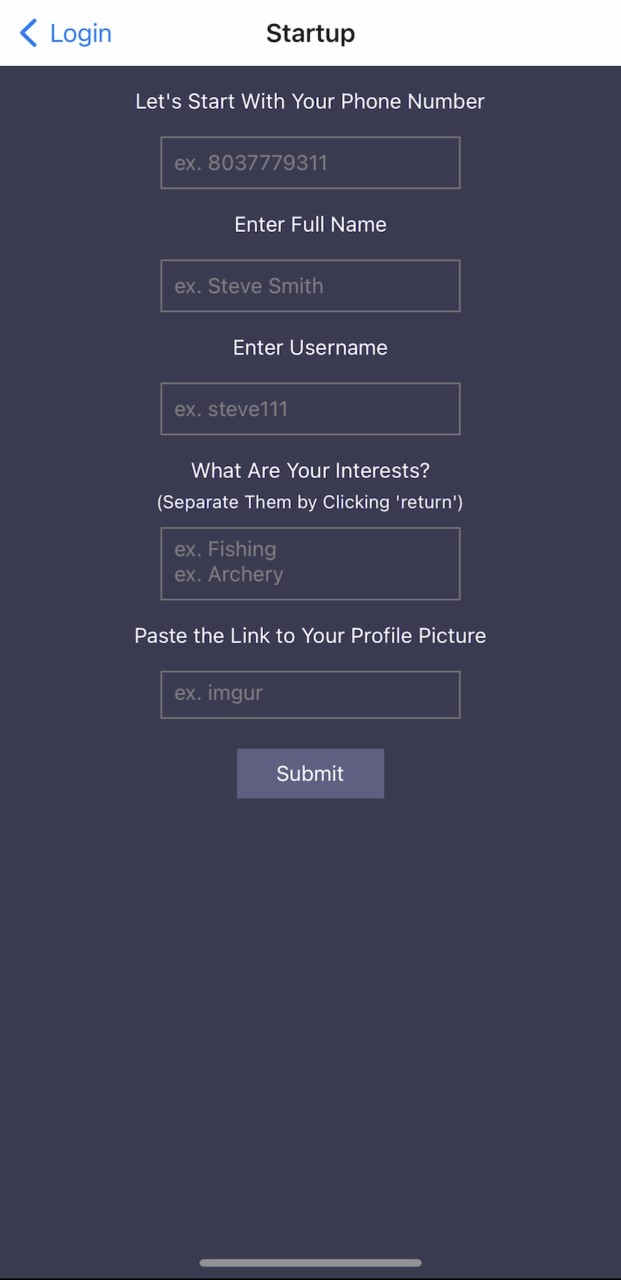 Login
Startup
Let's Start With Your Phone Number
ex. 8037779311
Enter Full Name
ex. Steve Smith
Enter Username
ex. steve111
What Are Your Interests?
(Separate Them by Clicking 'return')
ex. Fishing
ex. Archery
Paste the Link to Your Profile Picture
ex. imgur
Submit